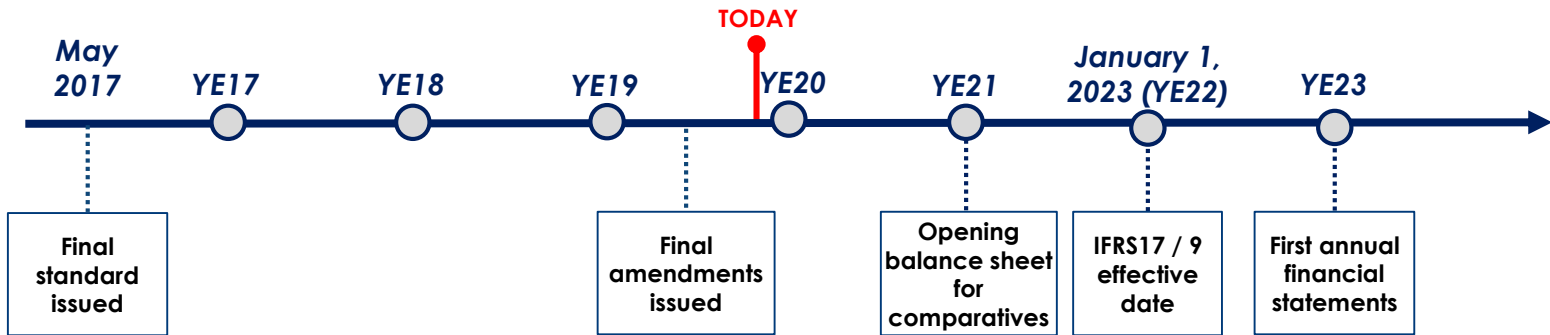 TODAY
May
2017
YE17
YE18
YE19
YE20
YE21
January 1,
2023 (YE22)
YE23
Final
standard
issued
Final
amendments
issued
Opening
balance sheet
for
comparatives
IFRS17 / 9
effective
date
First annual
financial
statements